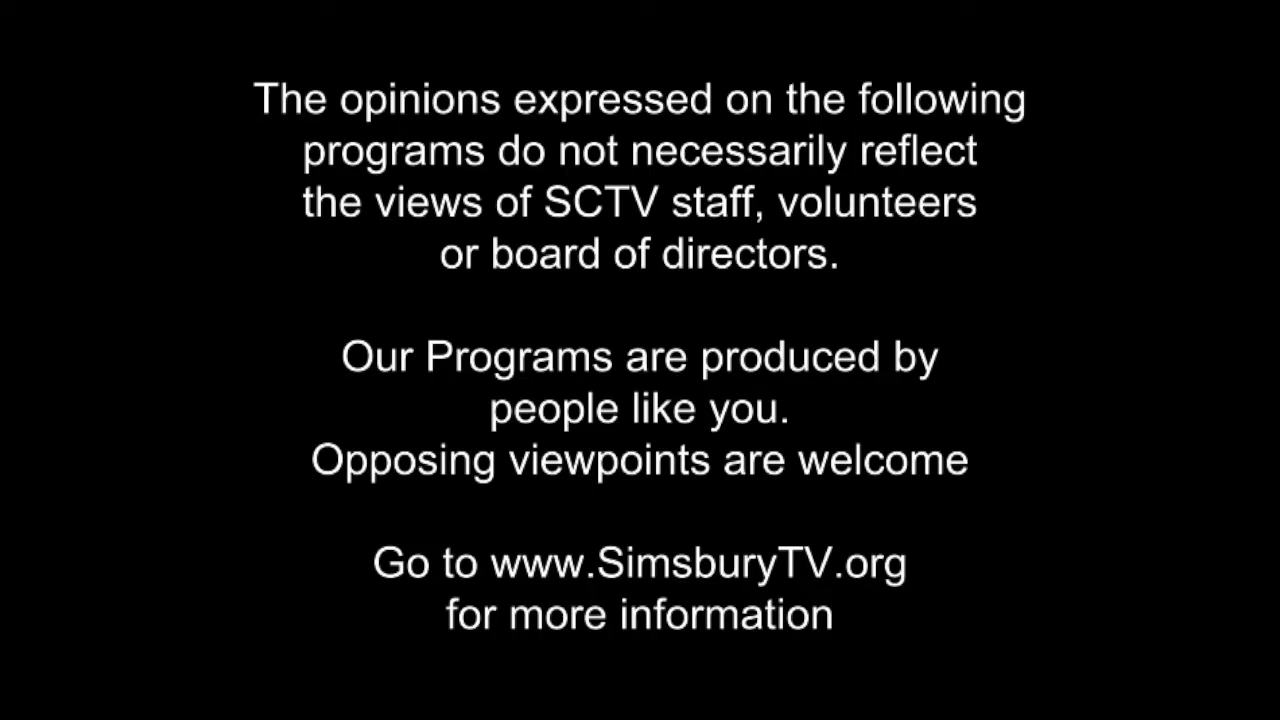 The opinions expressed on the following
programs do not necessarily reflect
the views of SCTV staff, volunteers
or board of directors.
Our Programs are produced by
people like you.
Opposing viewpoints are welcome
Go to www.SimsburyTV.org
for more information